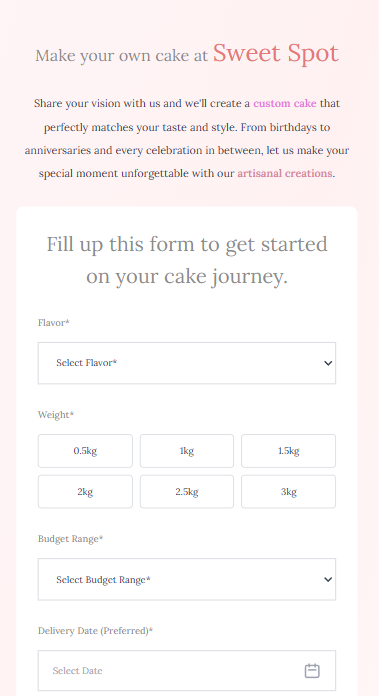 Make your own cake at Sweet Spot
Share your vision with us and we'll create a custom cake that
perfectly matches your taste and style. From birthdays to
anniversaries and every celebration in between, let us make your
special moment unforgettable with our artisanal creations.
Fill up this form to get started
on your cake journey.
Flavor*
Select Flavor*
Weight*
0.5kg 1kg 1.5kg
2kg 2.5kg 3kg
Budget Range*
Select Budget Range*
Delivery Date (Preferred)*
Select Date